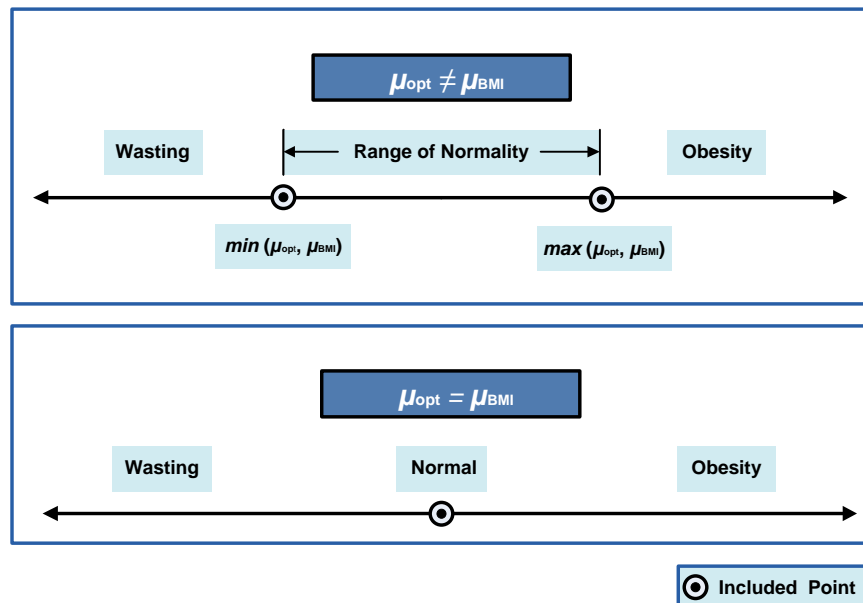 μopt ≠ μBMI
Wasting Range of Normality Obesity
min (μopt, μBMI) max (μopt, μBMI)
μopt = μBMI
Wasting Normal Obesity
Included Point